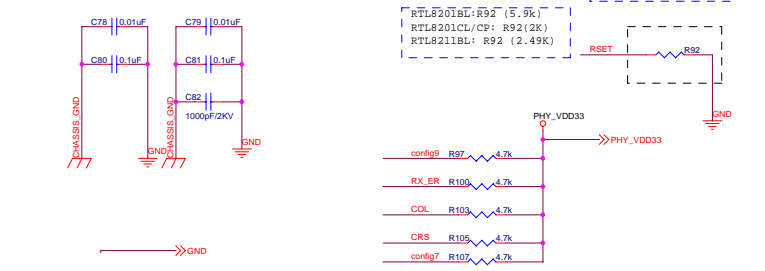 C78 0.01uF
C79 0.01uF
C80 0.1uF
C81 0.1uF
C82
1000pF/2KV
CHASSIS_GND
GND
CHASSIS_GND
GND
GND
RTL8201BL:R92 (5.9k)
RTL8201CL/CP: R92(2K)
RTL8211BL: R92 (2.49K)
RSET R92
GND
PHY_VDD33
PHY_VDD33
config9 R97 4.7k
RX_ER R100 4.7k
COL R103 4.7k
CRS R105 4.7k
config7 R107 4.7k